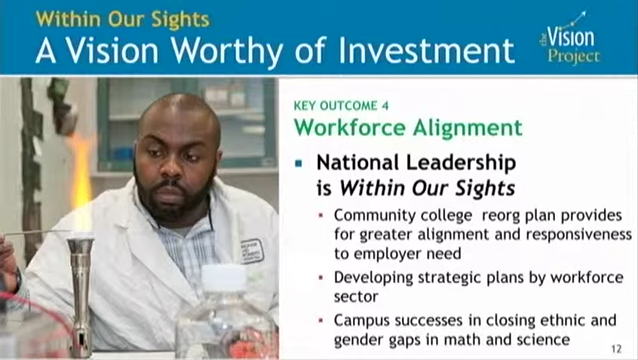 Within Our Sights
A Vision Worthy of Investment
the Vision
Project
KEY OUTCOME 4
Workforce Alignment
National Leadership
is Within Our Sights
Community college reorg plan provides
for greater alignment and responsiveness
to employer need
Developing strategic plans by workforce
sector
Campus successes in closing ethnic and
gender gaps in math and science
12